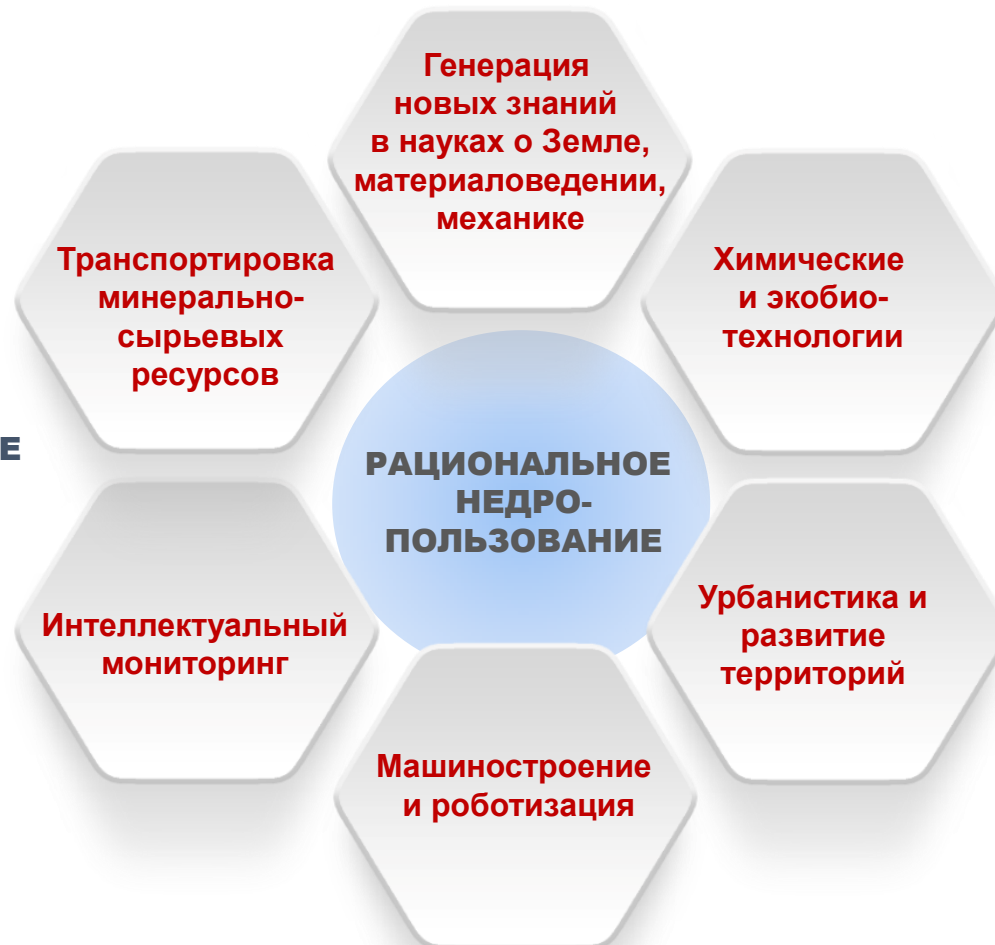 Генерация
новых знаний
в науках о Земле,
материаловедении,
механике
Транспортировка
минерально-
сырьевых
ресурсов
Химические
и экобио-
технологии
РАЦИОНАЛЬНОЕ
НЕДРО-
ПОЛЬЗОВАНИЕ
Интеллектуальный
мониторинг
Урбанистика и
развитие
территорий
Машиностроение
и роботизация